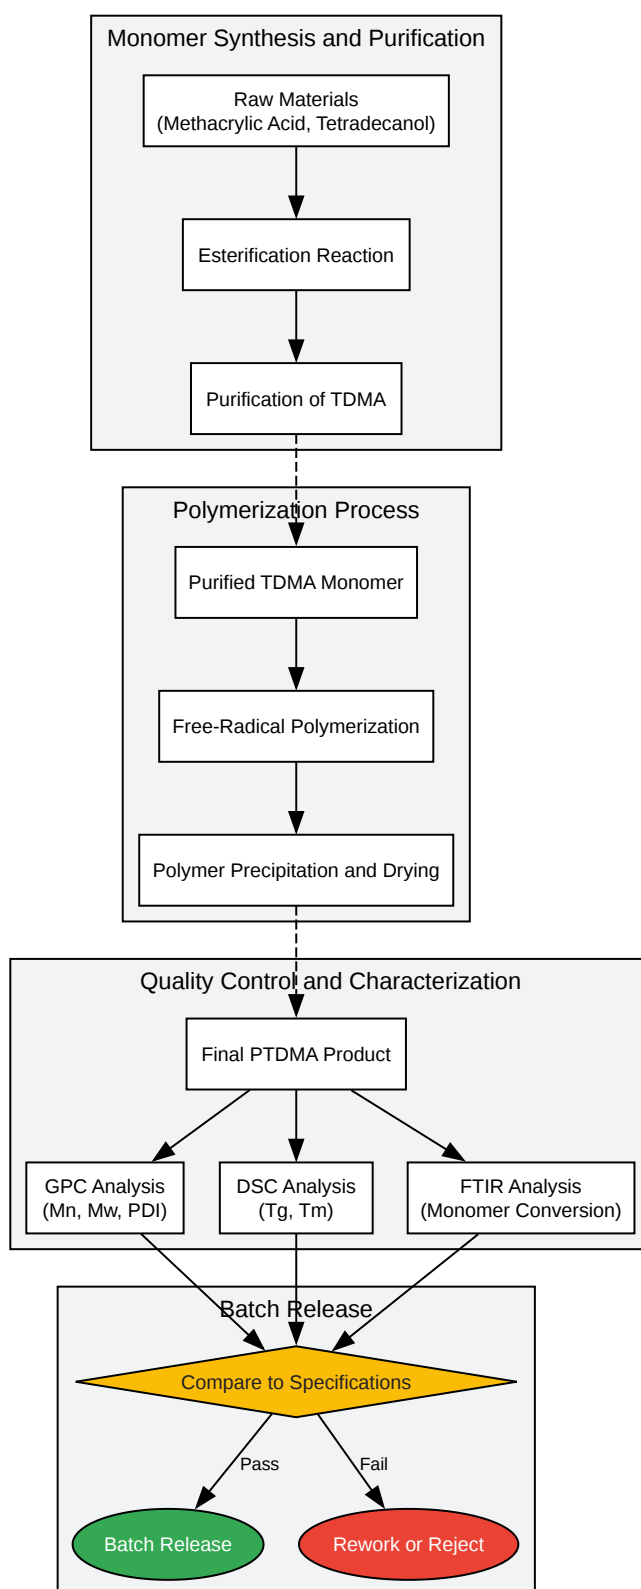 Monomer Synthesis and Purification
Raw Materials
(Methacrylic Acid, Tetradecanol)
Esterification Reaction
Purification of TDMA
Polymerization Process
Purified TDMA Monomer
Free-Radical Polymerization
Polymer Precipitation and Drying
Quality Control and Characterization
Final PTDMA Product
GPC Analysis
(Mn, Mw, PDI)
DSC Analysis
(Tg, Tm)
FTIR Analysis
(Monomer Conversion)
Batch Release
Compare to Specifications
Pass
Fail
Batch Release
Rework or Reject